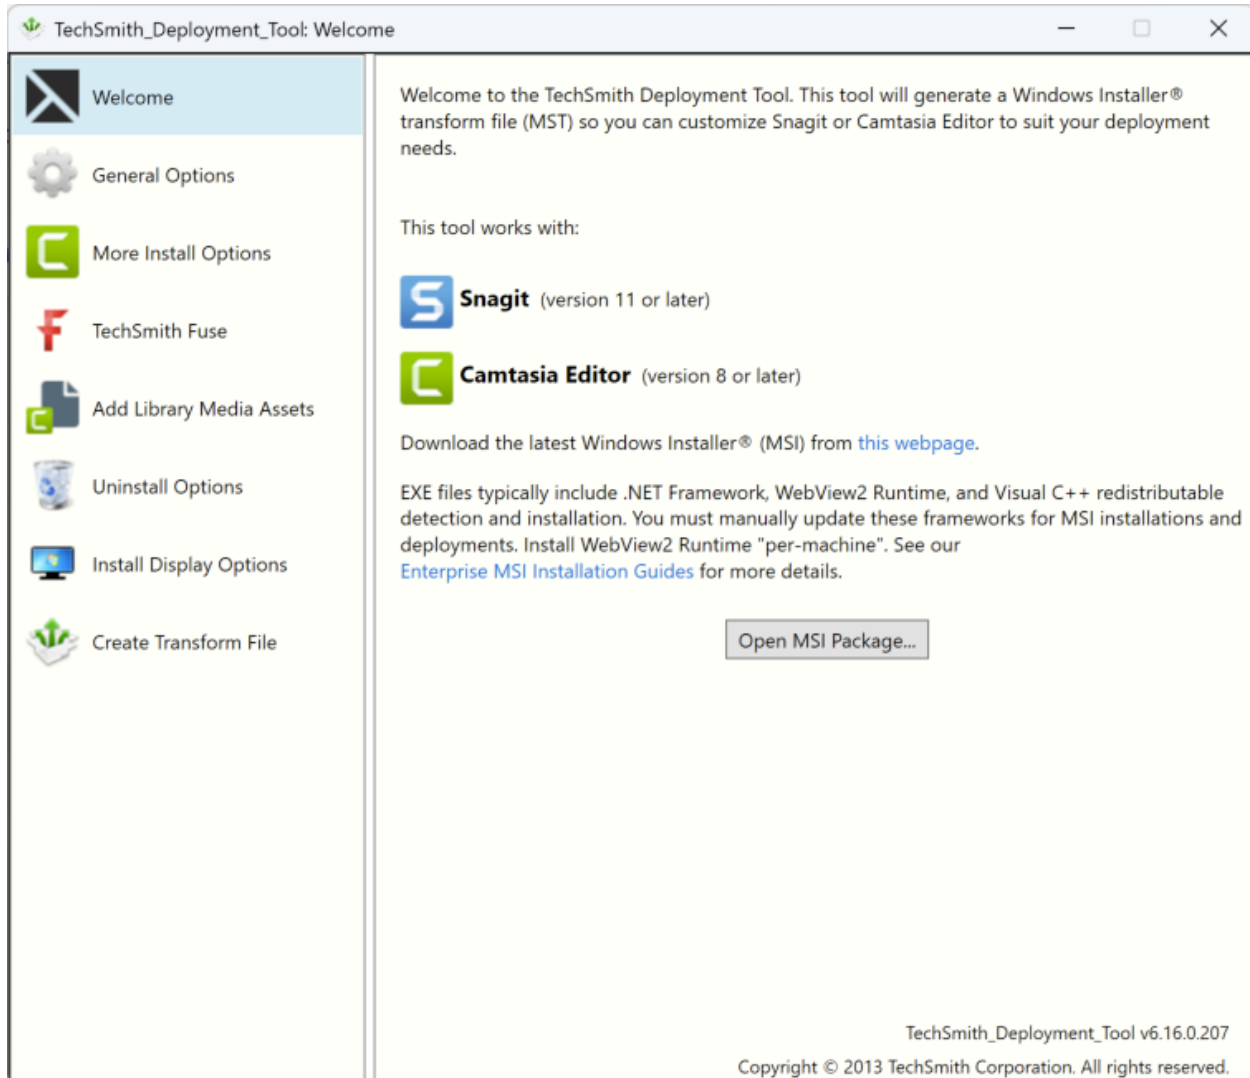 TechSmith_Deployment_Tool: Welcome
Welcome
General Options
More Install Options
TechSmith Fuse
Add Library Media Assets
Uninstall Options
Install Display Options
Create Transform File
Welcome to the TechSmith Deployment Tool. This tool will generate a Windows Installer®
transform file (MST) so you can customize Snagit or Camtasia Editor to suit your deployment
needs.
This tool works with:
Snagit (version 11 or later)
Camtasia Editor (version 8 or later)
Download the latest Windows Installer® (MSI) from this webpage.
EXE files typically include .NET Framework, WebView2 Runtime, and Visual C++ redistributable
detection and installation. You must manually update these frameworks for MSI installations and
deployments. Install WebView2 Runtime "per-machine". See our
Enterprise MSI Installation Guides for more details.
Open MSI Package...
TechSmith_Deployment_Tool v6.16.0.207
Copyright © 2013 TechSmith Corporation. All rights reserved.